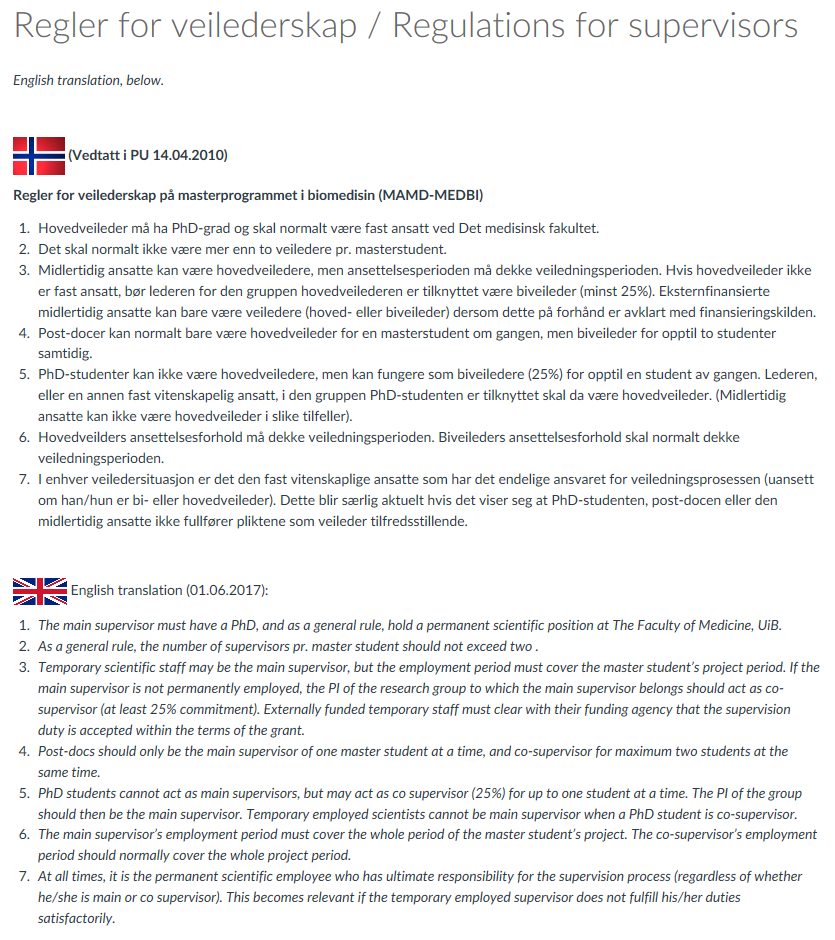 Regler for veilederskap / Regulations for supervisors
English translation, below.
(Vedtatt i PU 14.04.2010)
Regler for veilederskap på masterprogrammet i biomedisin (MAMD-MEDBI)
1. Hovedveileder må ha PhD-grad og skal normalt være fast ansatt ved Det medisinsk fakultet.
2. Det skal normalt ikke være mer enn to veiledere pr. masterstudent.
3. Midlertidig ansatte kan være hovedveiledere, men ansettelsesperioden må dekke veiledningsperioden. Hvis hovedveileder ikke
er fast ansatt, bør lederen for den gruppen hovedveilederen er tilknyttet være biveileder (minst 25%). Eksternfinansierte
midlertidig ansatte kan bare være veiledere (hoved- eller biveileder) dersom dette på forhånd er avklart med finansieringskilden.
4. Post-docer kan normalt bare være hovedveileder for en masterstudent om gangen, men biveileder for opptil to studenter
samtidig.
5. PhD-studenter kan ikke være hovedveiledere, men kan fungere som biveiledere (25%) for opptil en student av gangen. Lederen,
eller en annen fast vitenskapelig ansatt, i den gruppen PhD-studenten er tilknyttet skal da være hovedveileder. (Midlertidig
ansatte kan ikke være hovedveileder i slike tilfeller).
6. Hovedveilders ansettelsesforhold må dekke veiledningsperioden. Biveileders ansettelsesforhold skal normalt dekke
veiledningsperioden.
7. I enhver veiledersituasjon er det den fast vitenskaplige ansatte som har det endelige ansvaret for veiledningsprosessen (uansett
om han/hun er bi- eller hovedveileder). Dette blir særlig aktuelt hvis det viser seg at PhD-studenten, post-docen eller den
midlertidig ansatte ikke fullfører pliktene som veileder tilfredsstillende.
English translation (01.06.2017):
1. The main supervisor must have a PhD, and as a general rule, hold a permanent scientific position at The Faculty of Medicine, UiB.
2. As a general rule, the number of supervisors pr. master student should not exceed two .
3. Temporary scientific staff may be the main supervisor, but the employment period must cover the master student's project period. If the
main supervisor is not permanently employed, the PI of the research group to which the main supervisor belongs should act as co-
supervisor (at least 25% commitment). Externally funded temporary staff must clear with their funding agency that the supervision
duty is accepted within the terms of the grant.
4. Post-docs should only be the main supervisor of one master student at a time, and co-supervisor for maximum two students at the
same time.
5. PhD students cannot act as main supervisors, but may act as co supervisor (25%) for up to one student at a time. The PI of the group
should then be the main supervisor. Temporary employed scientists cannot be main supervisor when a PhD student is co-supervisor.
6. The main supervisor's employment period must cover the whole period of the master student's project. The co-supervisor's employment
period should normally cover the whole project period.
7. At all times, it is the permanent scientific employee who has ultimate responsibility for the supervision process (regardless of whether
he/she is main or co supervisor). This becomes relevant if the temporary employed supervisor does not fulfill his/her duties
satisfactorily.